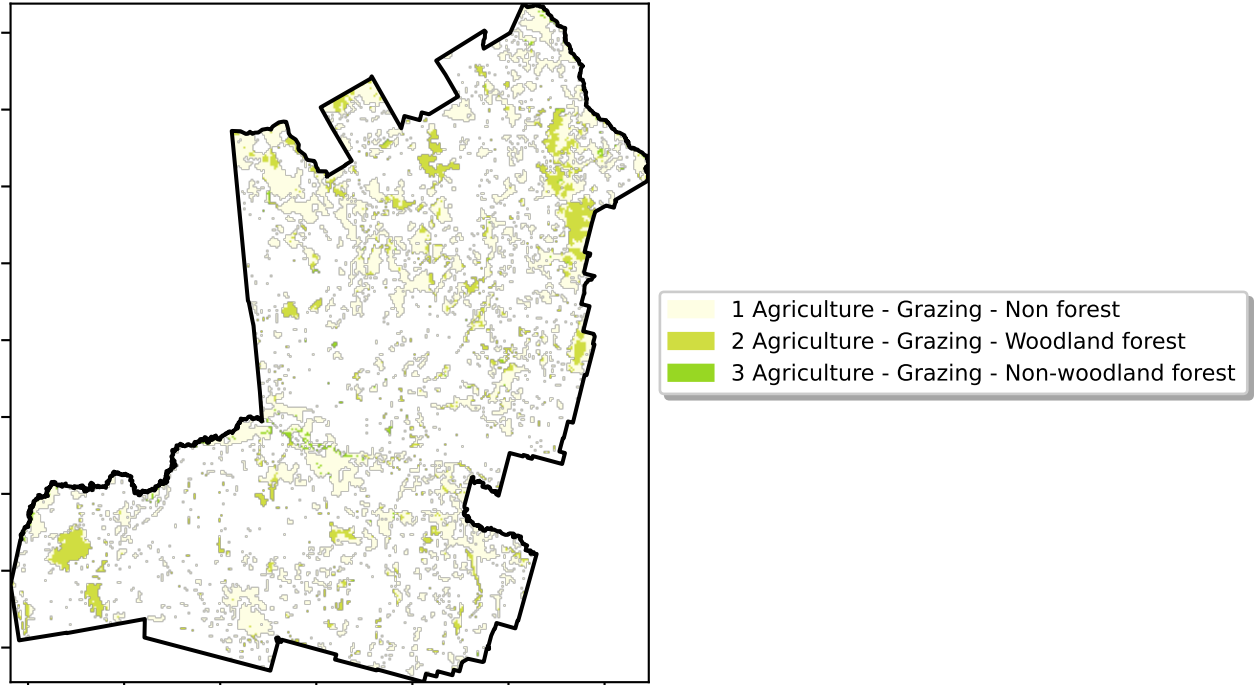 1 Agriculture - Grazing - Non forest
2 Agriculture - Grazing - Woodland forest
3 Agriculture - Grazing - Non-woodland forest